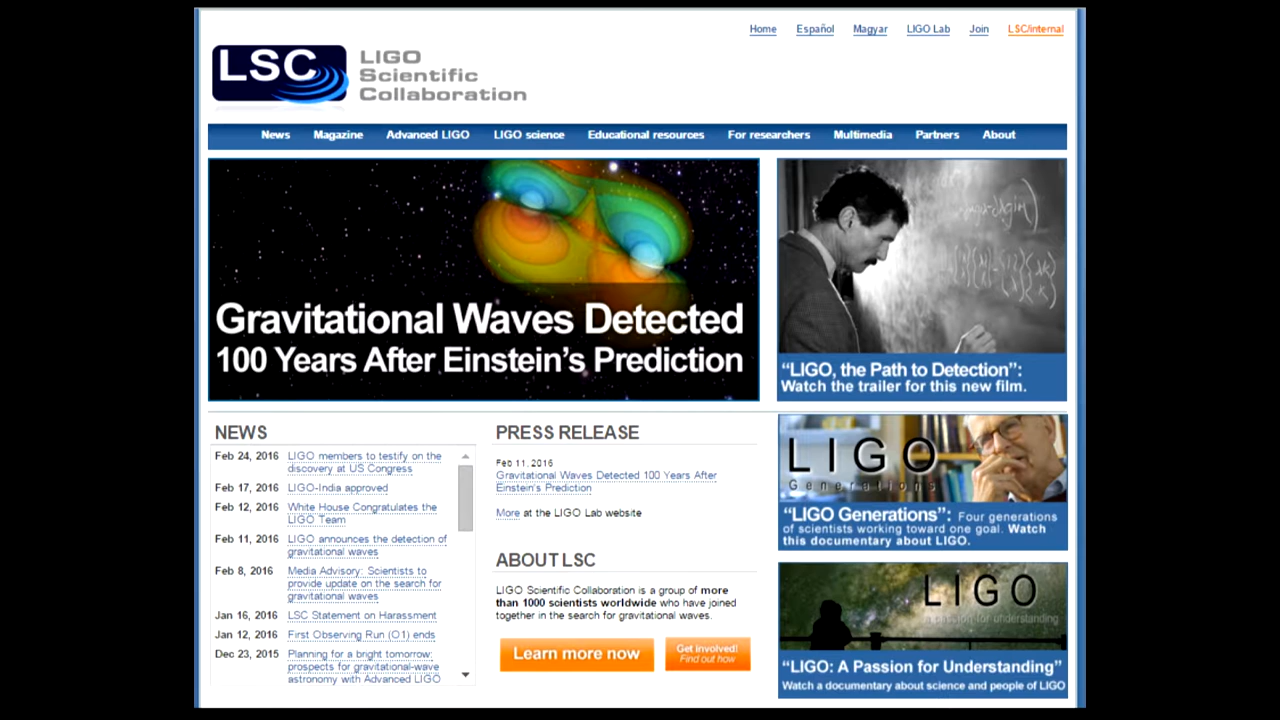 Home Español Magyar LIGO Lab Join LSC/internal
LSC
LIGO
Scientific
Collaboration
News Magazine Advanced LIGO LIGO science Educational resources For researchers Multimedia Partners About
Gravitational Waves Detected
100 Years After Einstein's Prediction
“LIGO, the Path to Detection”:
Watch the trailer for this new film.
NEWS
Feb 24, 2016 LIGO members to testify on the
discovery at US Congress
Feb 17, 2016 LIGO-India approved
Feb 12, 2016 White House Congratulates the
LIGO Team
Feb 11, 2016 LIGO announces the detection of
gravitational waves
Feb 8, 2016 Media Advisory: Scientists to
provide update on the search for
gravitational waves
Jan 16, 2016 LSC Statement on Harassment
Jan 12, 2016 First Observing Run (O1) ends
Dec 23, 2015 Planning for a bright tomorrow:
prospects for gravitational-wave
astronomy with Advanced LIGO
PRESS RELEASE
Feb 11, 2016
Gravitational Waves Detected 100 Years After
Einstein's Prediction
More at the LIGO Lab website
ABOUT LSC
LIGO Scientific Collaboration is a group of more
than 1000 scientists worldwide who have joined
together in the search for gravitational waves.
Learn more now
Get involved!
Find out how
LIGO
Generations
“LIGO Generations”: Four generations
of scientists working toward one goal. Watch
this documentary about LIGO.
LIGO
a passion for understanding
“LIGO: A Passion for Understanding”
Watch a documentary about science and people of LIGO